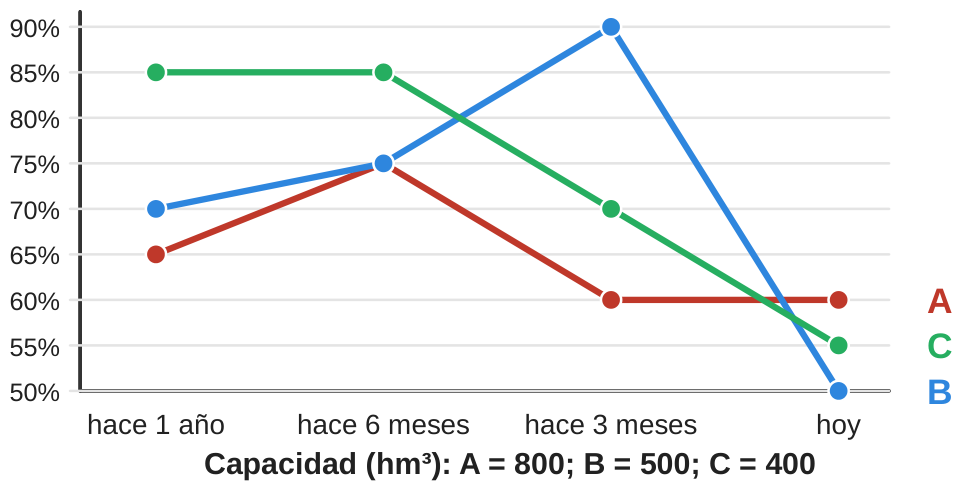 90%
85%
80%
75%
70%
65%
60%
55%
50%
A
C
B
hace 1 año hace 6 meses hace 3 meses hoy
Capacidad (hm³): A = 800; B = 500; C = 400